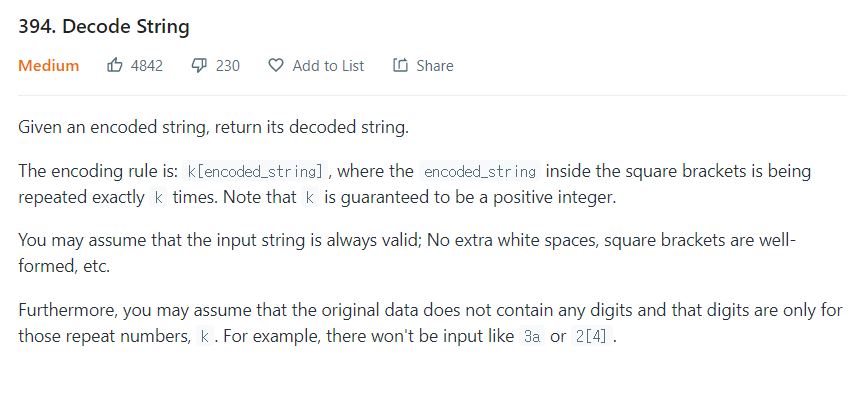 394. Decode String
Medium 4842 230 Add to List Share
Given an encoded string, return its decoded string.
The encoding rule is: k[encoded_string] , where the encoded_string inside the square brackets is being
repeated exactly k times. Note that k is guaranteed to be a positive integer.
You may assume that the input string is always valid; No extra white spaces, square brackets are well-
formed, etc.
Furthermore, you may assume that the original data does not contain any digits and that digits are only for
those repeat numbers, k . For example, there won't be input like 3a or 2[4] .